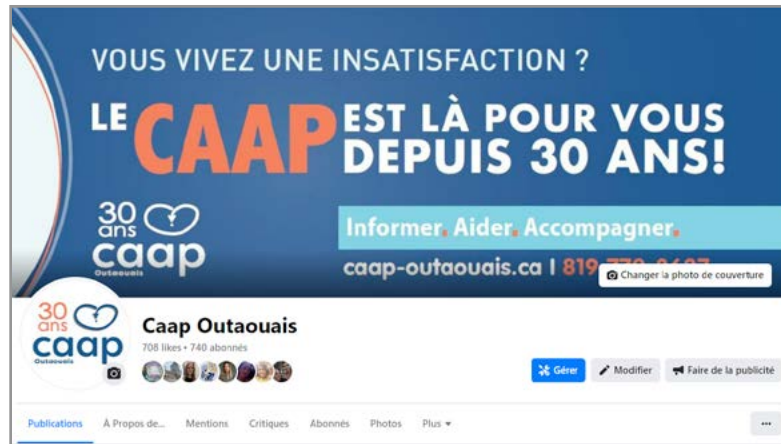 VOUS VIVEZ UNE INSATISFACTION ?
LE CAAP EST LÀ POUR VOUS
DEPUIS 30 ANS!
30
ans
caap
Outaouais
Informer. Aider. Accompagner.
caap-outaouais.ca | 819
Changer la photo de couverture
30
ans
caap
Outaouais
Caap Outaouais
708 likes • 740 abonnés
Gérer
Modifier
Faire de la publicité
Publications À Propos de... Mentions Critiques Abonnés Photos Plus